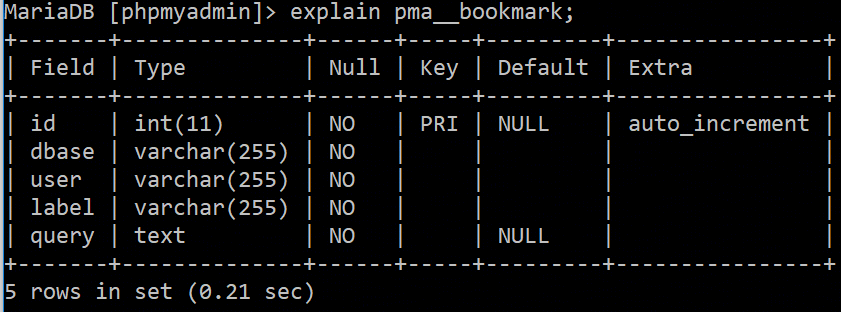 MariaDB [phpmyadmin]> explain pma__bookmark;
+-------+--------------+------+-----+---------+----------------+
| Field | Type         | Null | Key | Default | Extra          |
+-------+--------------+------+-----+---------+----------------+
| id    | int(11)      | NO   | PRI | NULL    | auto_increment |
| dbase | varchar(255) | NO   |     |         |                |
| user  | varchar(255) | NO   |     |         |                |
| label | varchar(255) | NO   |     |         |                |
| query | text         | NO   |     | NULL    |                |
+-------+--------------+------+-----+---------+----------------+
5 rows in set (0.21 sec)